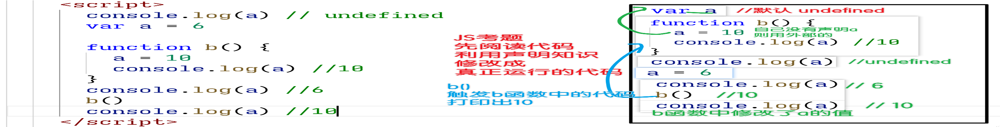 <script>
console.log(a) // undefined
var a = 6
function b() {
a = 10
console.log(a) //10
}
console.log(a) //6
b()
console.log(a) //10
</script>
JS考题
先阅读代码
利用声明知识
修改成
真正运行的代码
b()
触发b函数中的代码
打印出10
var a //默认 undefined
function b() {
a = 10 自己没有声明a
则用外部的
console.log(a) //10
}
console.log(a) //undefined
a = 6
console.log(a) // 6
b() //10
console.log(a) // 10
b函数中修改了a的值